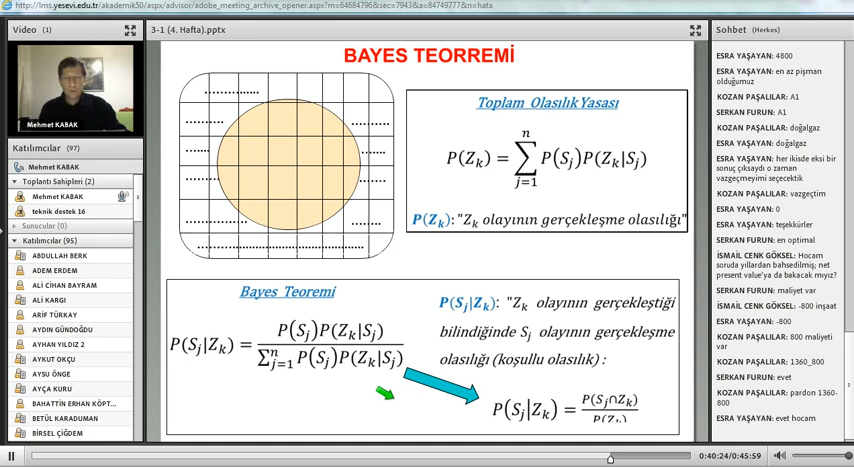 http://lms.yesevi.edu.tr/akademik50/aspx/advisor/adobe_meeting_archive_opener.aspx?m=64684796&sec=7943&a=84749777&n=hata
Video (1)
Mehmet KABAK
Katılımcılar (97)
Mehmet KABAK
Toplantı Sahipleri (2)
Mehmet KABAK
teknik destek 16
Sunucular (0)
Katılımcılar (95)
ABDULLAH BERK
ADEM ERDEM
ALİ CİHAN BAYRAM
ALİ KARGI
ARİF TÜRKAY
AYDIN GÜNDOĞDU
AYHAN YILDIZ 2
AYKUT OKÇU
AYSU ÖNGE
AYÇA KURU
BAHATTİN ERHAN KÖPT...
BETÜL KARADUMAN
BİRSEL ÇİĞDEM
3-1 (4. Hafta).pptx
BAYES TEORREMİ
Toplam Olasılık Yasası
P(Z_k) = ∑_{j=1}^{n} P(S_j)P(Z_k|S_j)
P(Z_k): "Z_k olayının gerçekleşme olasılığı"
Bayes Teoremi
P(S_j|Z_k) = P(S_j)P(Z_k|S_j) / ∑_{j=1}^{n} P(S_j)P(Z_k|S_j)
P(S_j|Z_k): "Z_k olayının gerçekleştiği
bilindiğinde S_j olayının gerçekleşme
olasılığı (koşullu olasılık) :
P(S_j|Z_k) = P(S_j∩Z_k) / P(Z_k)
Sohbet (Herkes)
ESRA YAŞAYAN: 4800
ESRA YAŞAYAN: en az pişman
olduğumuz
KOZAN PAŞALILAR: A1
SERKAN FURUN: A1
KOZAN PAŞALILAR: doğalgaz
ESRA YAŞAYAN: doğalgaz
ESRA YAŞAYAN: her ikisde eksi bir
sonuç çıksaydı o zaman
vazgeçmeyimi seçecektik
KOZAN PAŞALILAR: vazgeçtim
ESRA YAŞAYAN: 0
ESRA YAŞAYAN: teşekkürler
SERKAN FURUN: en optimal
İSMAİL CENK GÖKSEL: Hocam
soruda yıllardan bahsedilmiş; net
present value'ya da bakacak mıyız?
SERKAN FURUN: maliyet var
İSMAİL CENK GÖKSEL: -800 inşaat
ESRA YAŞAYAN: -800
KOZAN PAŞALILAR: 800 maliyeti
var
KOZAN PAŞALILAR: 1360_800
SERKAN FURUN: evet
KOZAN PAŞALILAR: pardon 1360-
800
ESRA YAŞAYAN: evet hocam
0:40:24/0:45:59